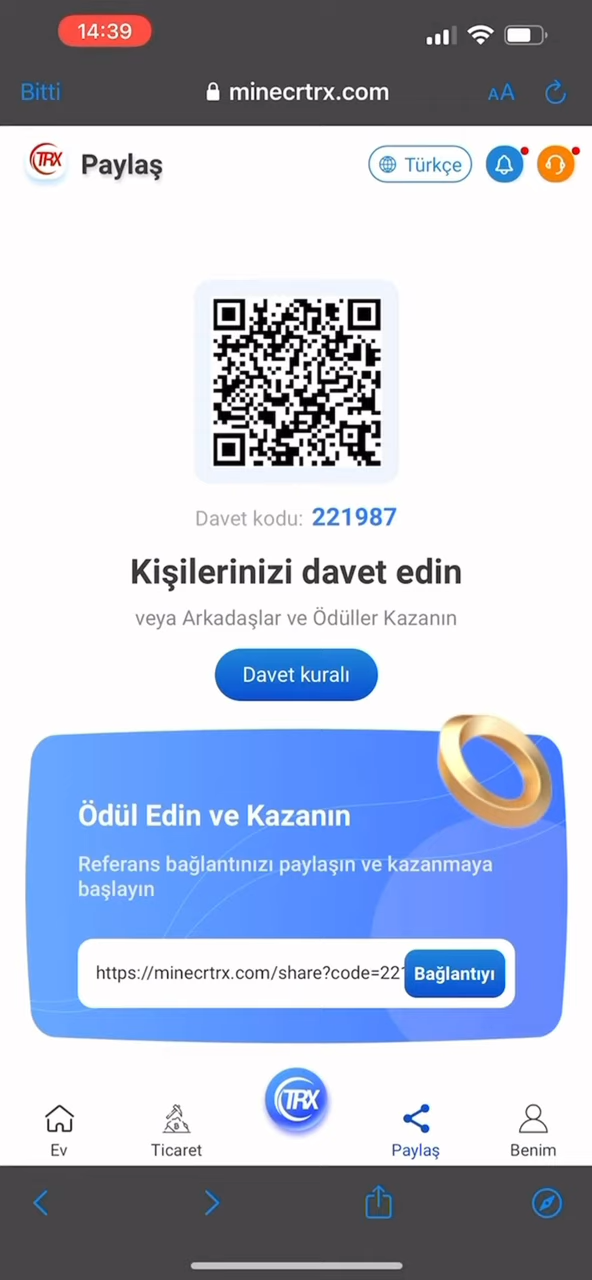 14:39
Bitti
minecrtrx.com
AA
TRX
Paylaş
Türkçe
Davet kodu: 221987
Kişilerinizi davet edin
veya Arkadaşlar ve Ödüller Kazanın
Davet kuralı
Ödül Edin ve Kazanın
Referans bağlantınızı paylaşın ve kazanmaya
başlayın
https://minecrtrx.com/share?code=221
Bağlantıyı
TRX
Ev
Ticaret
Paylaş
Benim